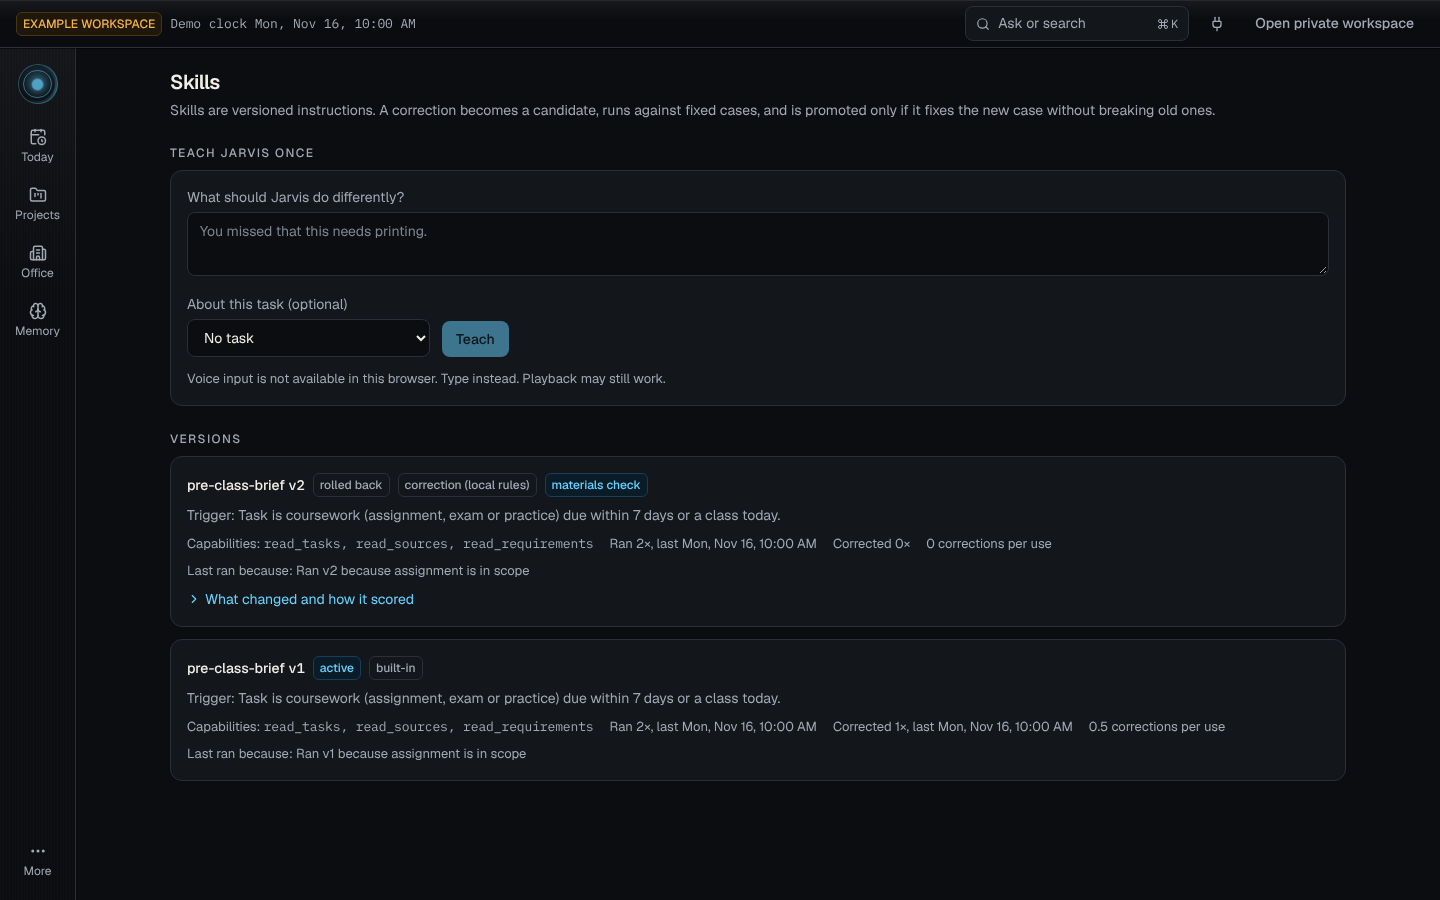 EXAMPLE WORKSPACE Demo clock Mon, Nov 16, 10:00 AM Ask or search ⌘K Open private workspace
Today
Projects
Office
Memory
More
Skills
Skills are versioned instructions. A correction becomes a candidate, runs against fixed cases, and is promoted only if it fixes the new case without breaking old ones.
TEACH JARVIS ONCE
What should Jarvis do differently?
You missed that this needs printing.
About this task (optional)
No task Teach
Voice input is not available in this browser. Type instead. Playback may still work.
VERSIONS
pre-class-brief v2 rolled back correction (local rules) materials check
Trigger: Task is coursework (assignment, exam or practice) due within 7 days or a class today.
Capabilities: read_tasks, read_sources, read_requirements Ran 2×, last Mon, Nov 16, 10:00 AM Corrected 0× 0 corrections per use
Last ran because: Ran v2 because assignment is in scope
What changed and how it scored
pre-class-brief v1 active built-in
Trigger: Task is coursework (assignment, exam or practice) due within 7 days or a class today.
Capabilities: read_tasks, read_sources, read_requirements Ran 2×, last Mon, Nov 16, 10:00 AM Corrected 1×, last Mon, Nov 16, 10:00 AM 0.5 corrections per use
Last ran because: Ran v1 because assignment is in scope